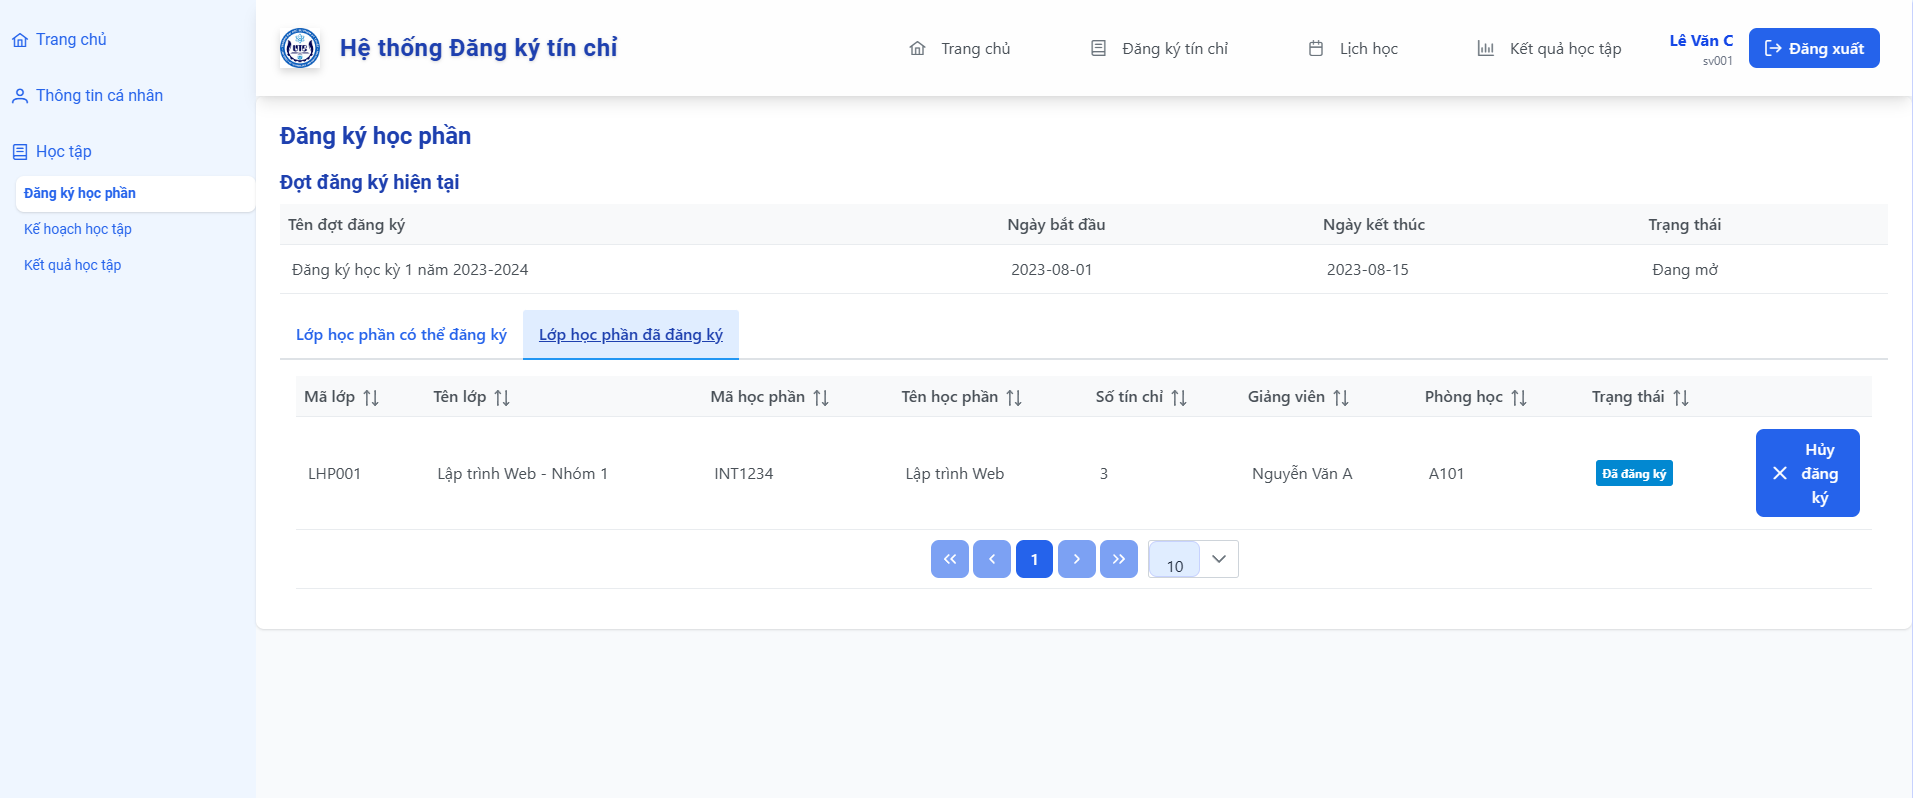 Trang chủ
Thông tin cá nhân
Học tập
Đăng ký học phần
Kế hoạch học tập
Kết quả học tập
Hệ thống Đăng ký tín chỉ
Trang chủ
Đăng ký tín chỉ
Lịch học
Kết quả học tập
Lê Văn C
sv001
Đăng xuất
Đăng ký học phần
Đợt đăng ký hiện tại
Tên đợt đăng ký Ngày bắt đầu Ngày kết thúc Trạng thái
Đăng ký học kỳ 1 năm 2023-2024 2023-08-01 2023-08-15 Đang mở
Lớp học phần có thể đăng ký Lớp học phần đã đăng ký
Mã lớp Tên lớp Mã học phần Tên học phần Số tín chỉ Giảng viên Phòng học Trạng thái
LHP001 Lập trình Web - Nhóm 1 INT1234 Lập trình Web 3 Nguyễn Văn A A101 Đã đăng ký
Hủy
đăng
ký
1
10